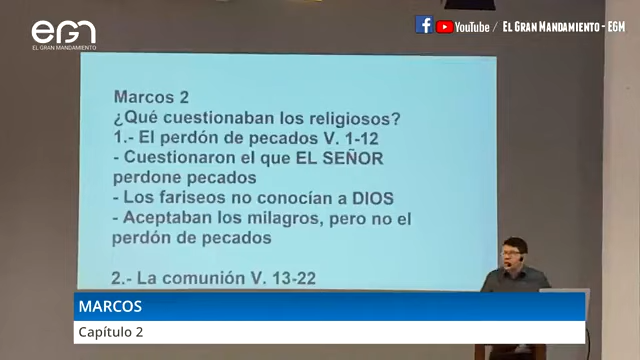 EGM
EL GRAN MANDAMIENTO
YouTube / El Gran Mandamiento - EGM
Marcos 2
¿Qué cuestionaban los religiosos?
1.- El perdón de pecados V. 1-12
- Cuestionaron el que EL SEÑOR
perdone pecados
- Los fariseos no conocían a DIOS
- Aceptaban los milagros, pero no el
perdón de pecados
2.- La comunión V. 13-22
MARCOS
Capítulo 2